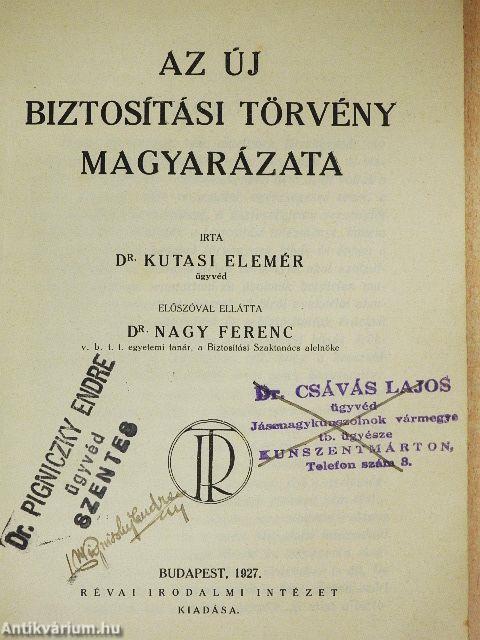 AZ ÚJ
BIZTOSÍTÁSI TÖRVÉNY
MAGYARÁZATA
IRTA
DR. KUTASI ELEMÉR
ügyvéd
ELŐSZÓVAL ELLÁTTA
DR. NAGY FERENC
v. b. t. t. egyetemi tanár, a Biztosítási Szaktanács alelnöke
Dr. PIGNICZKY ENDRE
ügyvéd
SZENTES
Dr. CSÁVÁS LAJOS
ügyvéd
Jásznagykunszolnok vármegye
tb. ügyésze
KUNSZENTMÁRTON,
Telefon szám 8.
BUDAPEST, 1927.
RÉVAI IRODALMI INTÉZET
KIADÁSA.
Antikvárium.hu